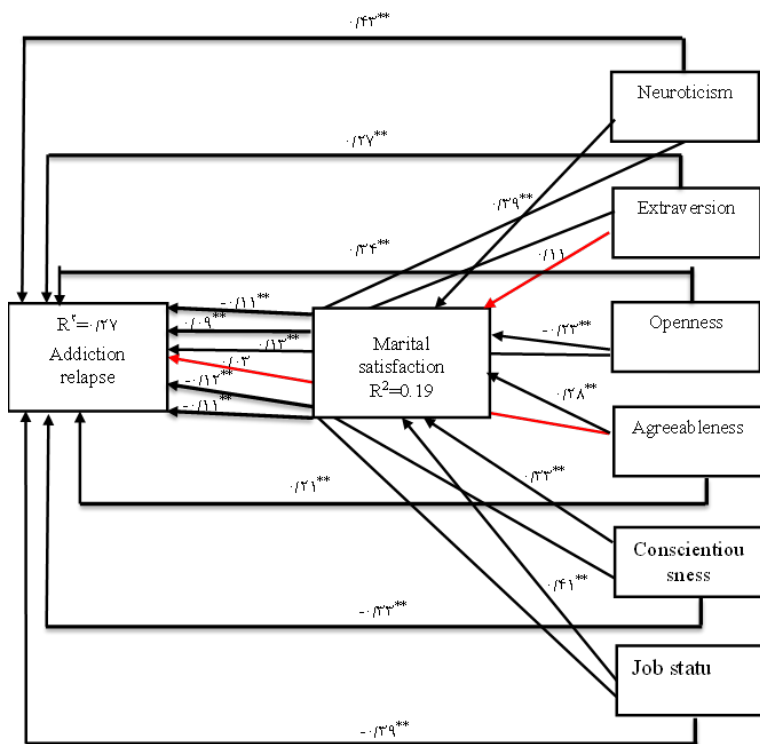 ۰/۴۳**
Neuroticism
۰/۲۷**
۰/۳۹**
Extraversion
۰/۱۱
۰/۳۴**
-۰/۱۱**
R²=۰/۲۷
Addiction
relapse
۰/۰۹**
۰/۱۳**
۰/۰۳
-۰/۱۲**
-۰/۱۱**
Marital
satisfaction
R²=0.19
-۰/۲۳**
Openness
۰/۲۸**
Agreeableness
۰/۲۱**
۰/۳۳**
Conscientiou
sness
۰/۴۱**
-۰/۳۳**
Job statu
-۰/۳۹**